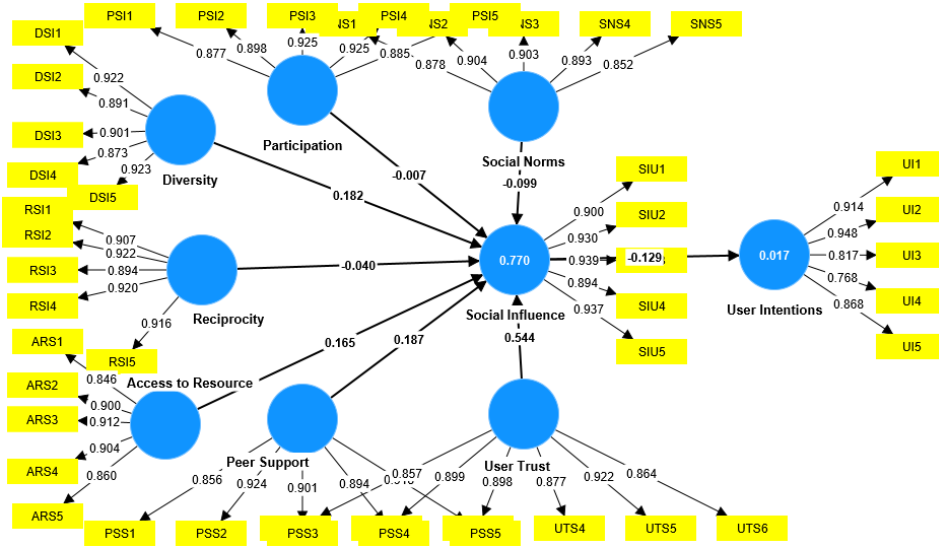 PSI1
PSI2
PSI3
PSI4
PSI5
SNS4
SNS5
DSI1
DSI2
DSI3
DSI4
DSI5
0.877
0.898
0.925
0.925
0.885
0.878
0.904
0.903
0.893
0.852
0.922
0.891
0.901
0.873
0.923
Diversity
Participation
Social Norms
-0.007
0.182
-0.099
RSI1
RSI2
RSI3
RSI4
RSI5
0.907
0.922
0.894
0.920
0.916
Reciprocity
-0.040
0.770
Social Influence
SIU1
SIU2
SIU4
SIU5
0.900
0.930
0.939
0.894
0.937
-0.129
0.017
User Intentions
UI1
UI2
UI3
UI4
UI5
0.914
0.948
0.817
0.768
0.868
0.165
0.187
0.544
ARS1
ARS2
ARS3
ARS4
ARS5
0.846
0.900
0.912
0.904
0.860
Access to Resource
Peer Support
User Trust
0.856
0.924
0.901
0.894
0.857
0.899
0.898
0.877
0.922
0.864
PSS1
PSS2
PSS3
PSS4
PSS5
UTS4
UTS5
UTS6